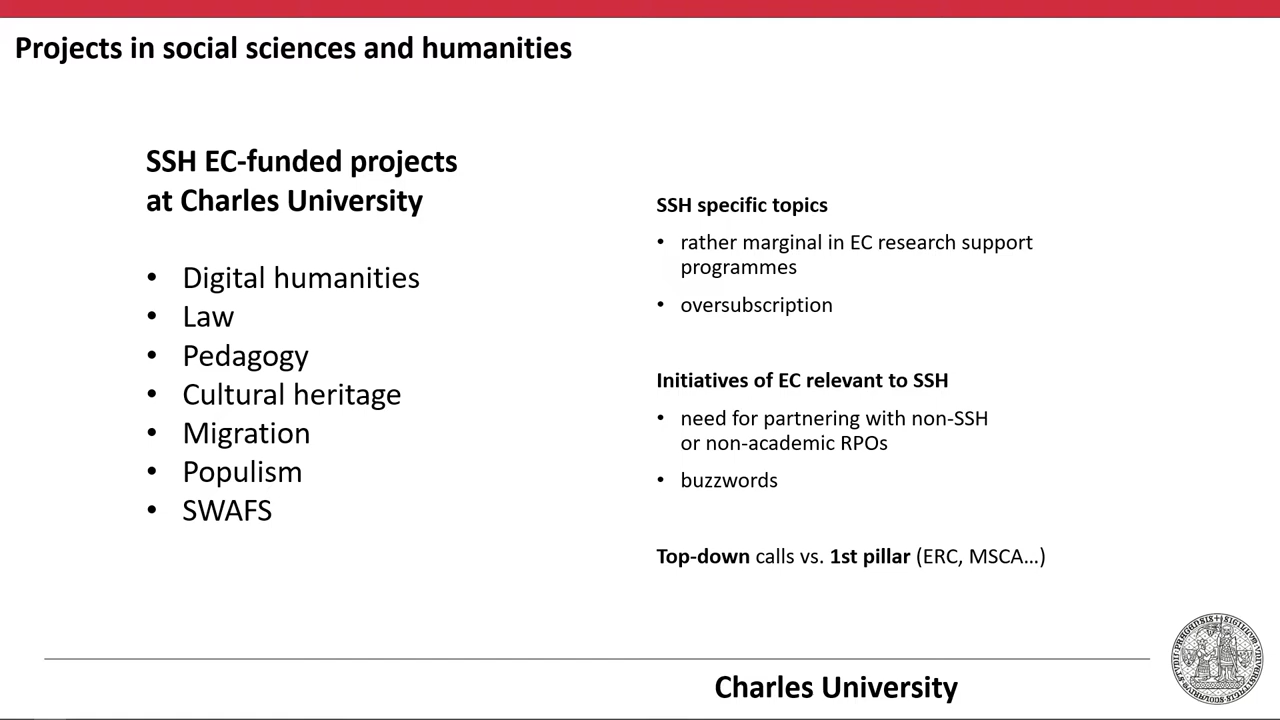 Projects in social sciences and humanities
SSH EC-funded projects
at Charles University
• Digital humanities
• Law
• Pedagogy
• Cultural heritage
• Migration
• Populism
• SWAFS
SSH specific topics
• rather marginal in EC research support
programmes
• oversubscription
Initiatives of EC relevant to SSH
• need for partnering with non-SSH
or non-academic RPOs
• buzzwords
Top-down calls vs. 1st pillar (ERC, MSCA…)
Charles University